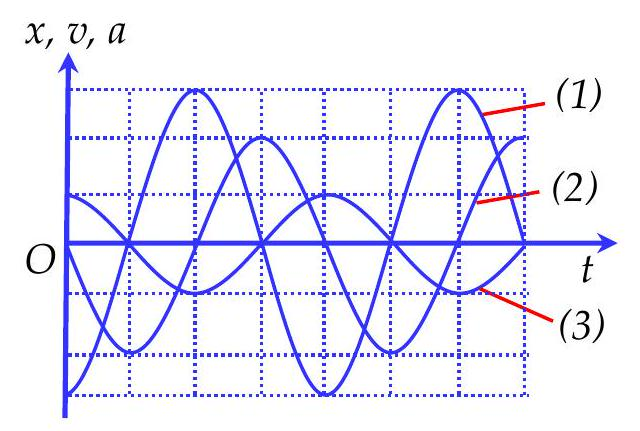 x, v, a
(1)
(2)
O
t
(3)